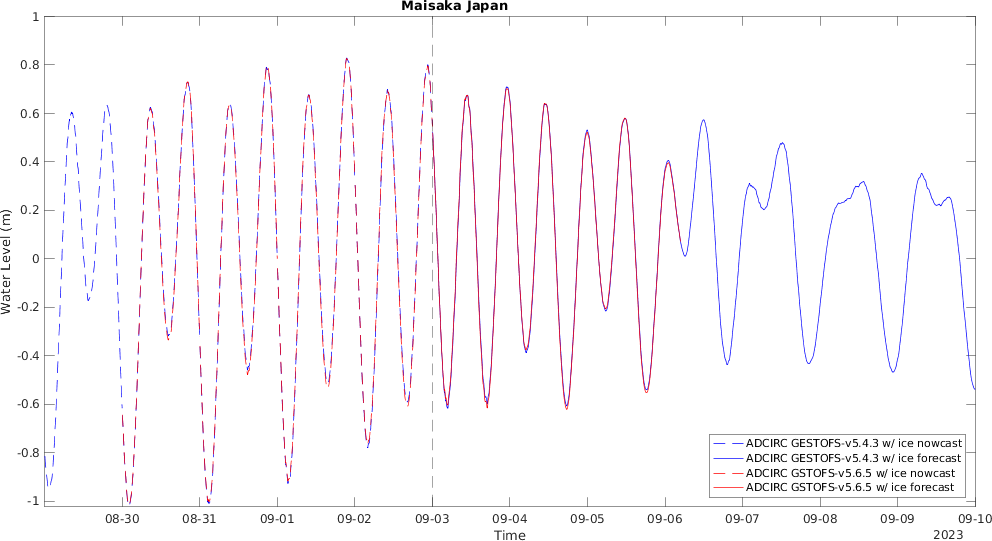 Maisaka Japan
1
0.8
0.6
0.4
0.2
0
-0.2
-0.4
-0.6
-0.8
-1
Water Level (m)
ADCIRC GESTOFS-v5.4.3 w/ ice nowcast
ADCIRC GESTOFS-v5.4.3 w/ ice forecast
ADCIRC GSTOFS-v5.6.5 w/ ice nowcast
ADCIRC GSTOFS-v5.6.5 w/ ice forecast
08-30 08-31 09-01 09-02 09-03 09-04 09-05 09-06 09-07 09-08 09-09 09-10
Time
2023